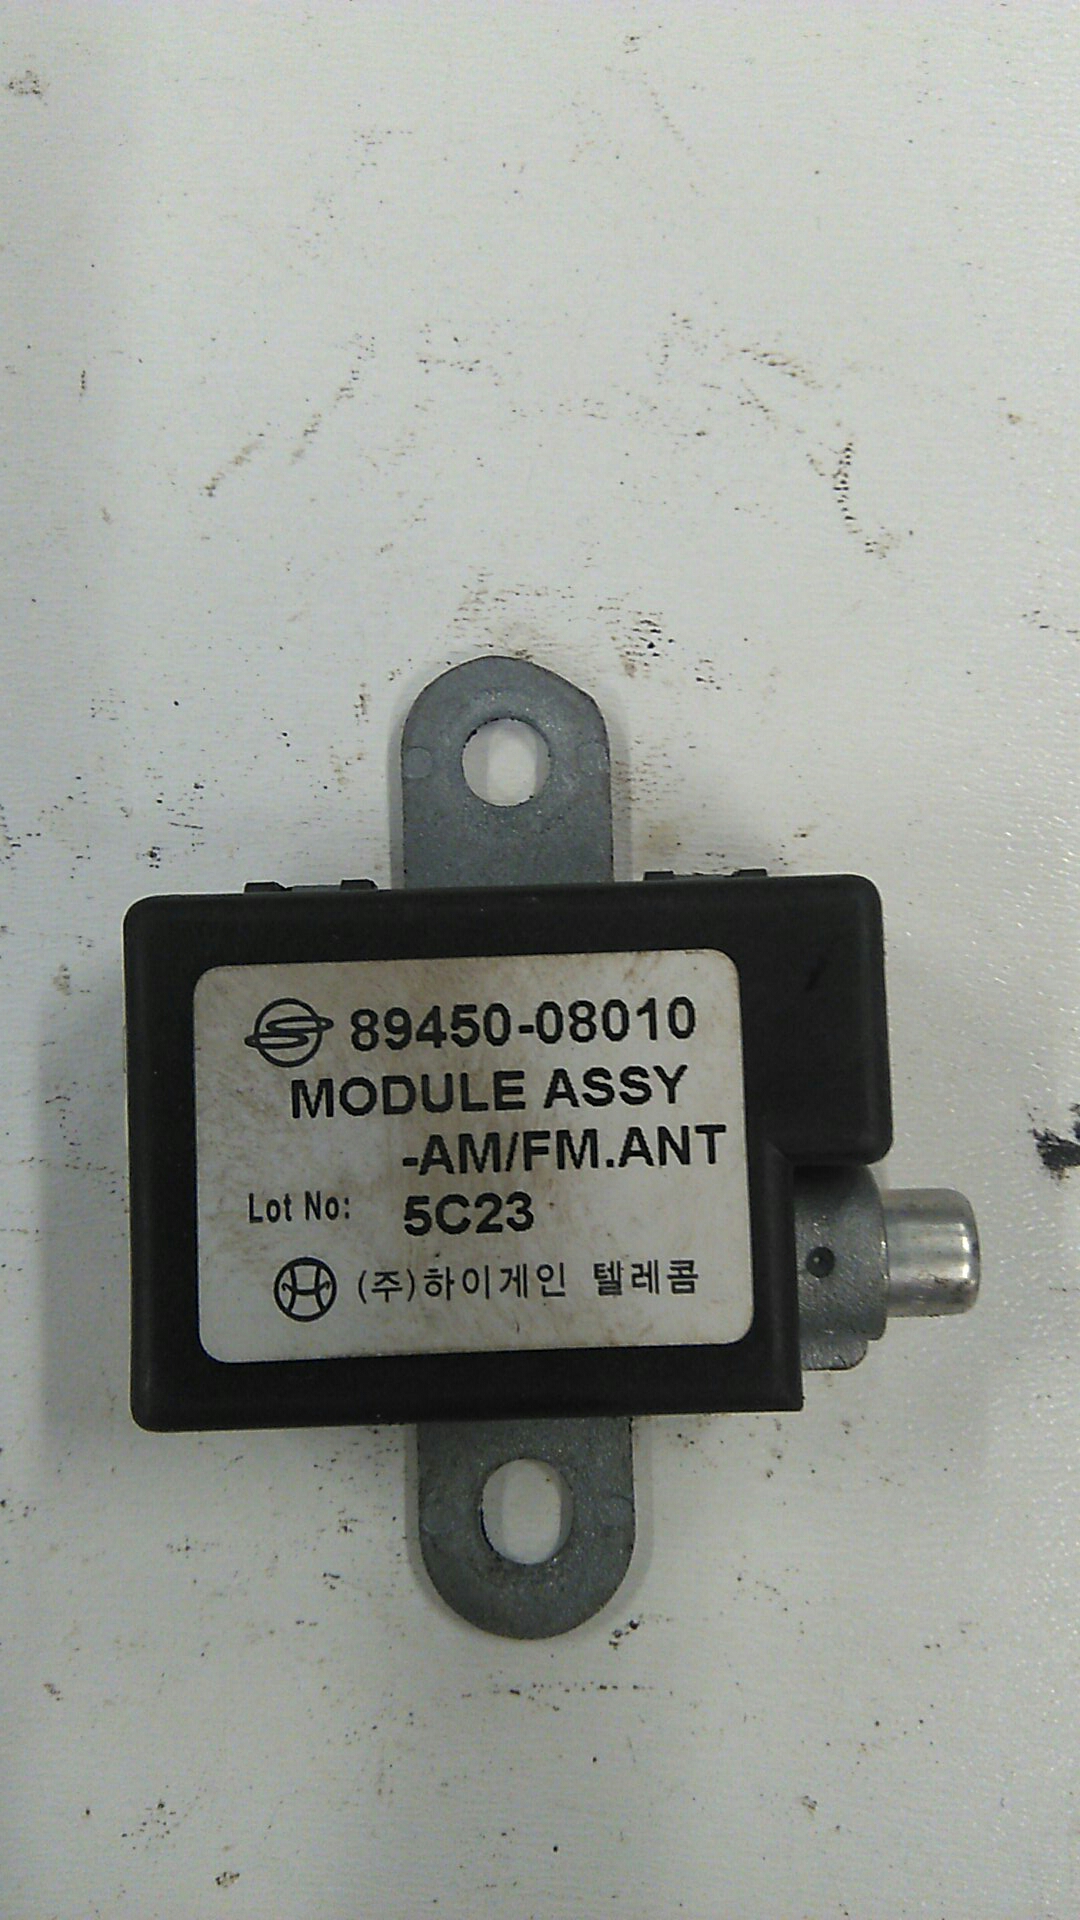 89450-08010
MODULE ASSY
-AM/FM.ANT
Lot No: 5C23
(주)하이게인 텔레콤